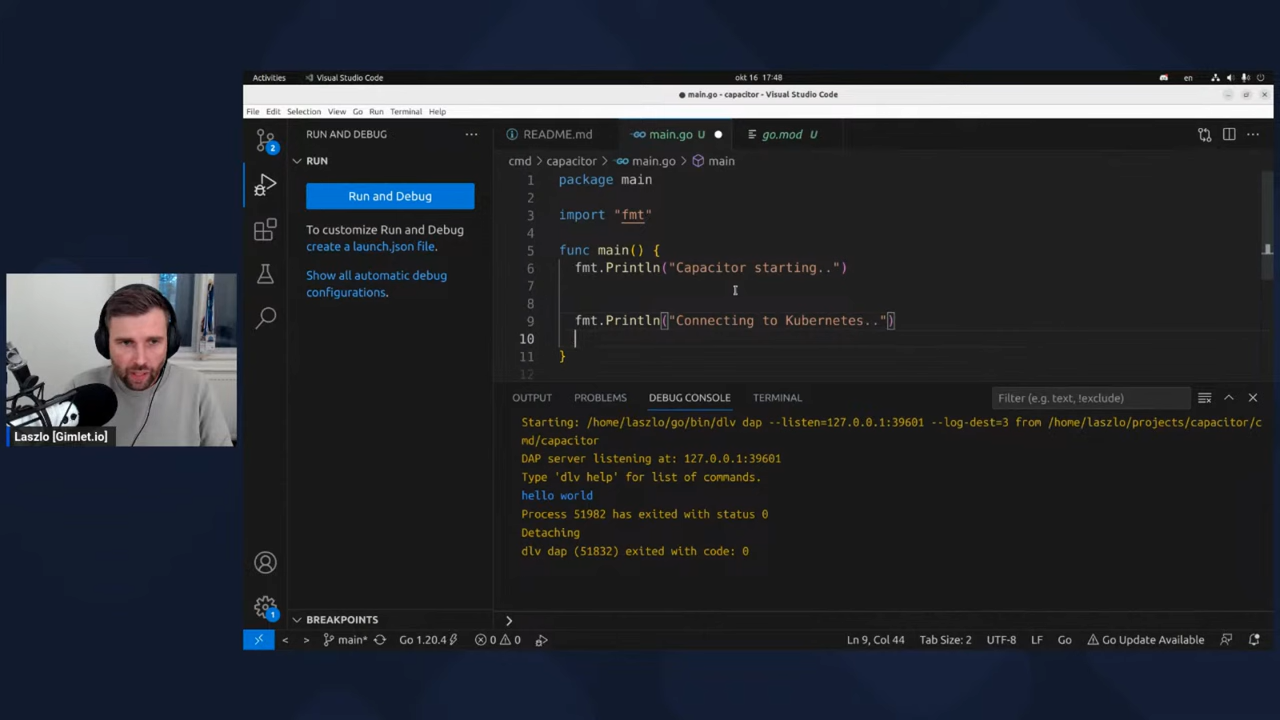 Activities
Visual Studio Code
okt 16 17:48
en
● main.go - capacitor - Visual Studio Code
File Edit Selection View Go Run Terminal Help
RUN AND DEBUG ···
README.md
main.go U ●
go.mod U
RUN
cmd > capacitor > main.go > main
Run and Debug
To customize Run and Debug
create a launch.json file.
Show all automatic debug
configurations.
2
1 package main
2
3 import "fmt"
4
5 func main() {
6 fmt.Println("Capacitor starting..")
7
8
9 fmt.Println("Connecting to Kubernetes..")
10
11 }
12
OUTPUT PROBLEMS DEBUG CONSOLE TERMINAL
Filter (e.g. text, !exclude)
Starting: /home/laszlo/go/bin/dlv dap --listen=127.0.0.1:39601 --log-dest=3 from /home/laszlo/projects/capacitor/c
md/capacitor
DAP server listening at: 127.0.0.1:39601
Type 'dlv help' for list of commands.
hello world
Process 51982 has exited with status 0
Detaching
dlv dap (51832) exited with code: 0
Laszlo [Gimlet.io]
1
BREAKPOINTS
>
main* Go 1.20.4 0 0 Ln 9, Col 44 Tab Size: 2 UTF-8 LF Go Go Update Available